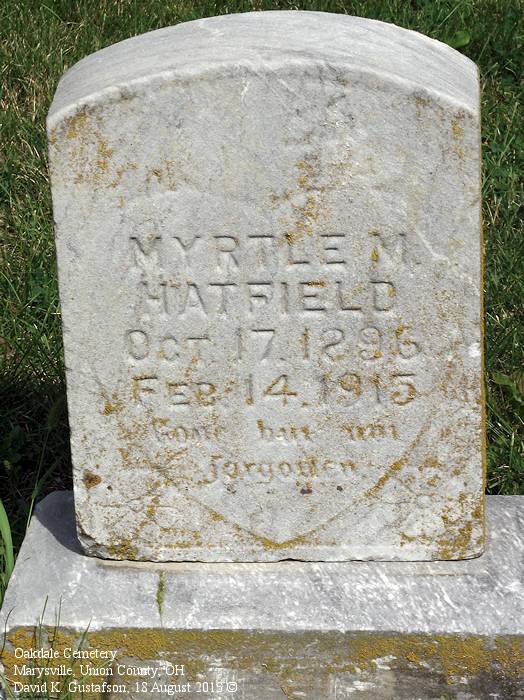 MYRTLE M.
HATFIELD
OCT. 17. 1896
FEB. 14. 1915
Gone but not
forgotten
Oakdale Cemetery
Marysville, Union County, OH
David K. Gustafson, 18 August 2015 ©